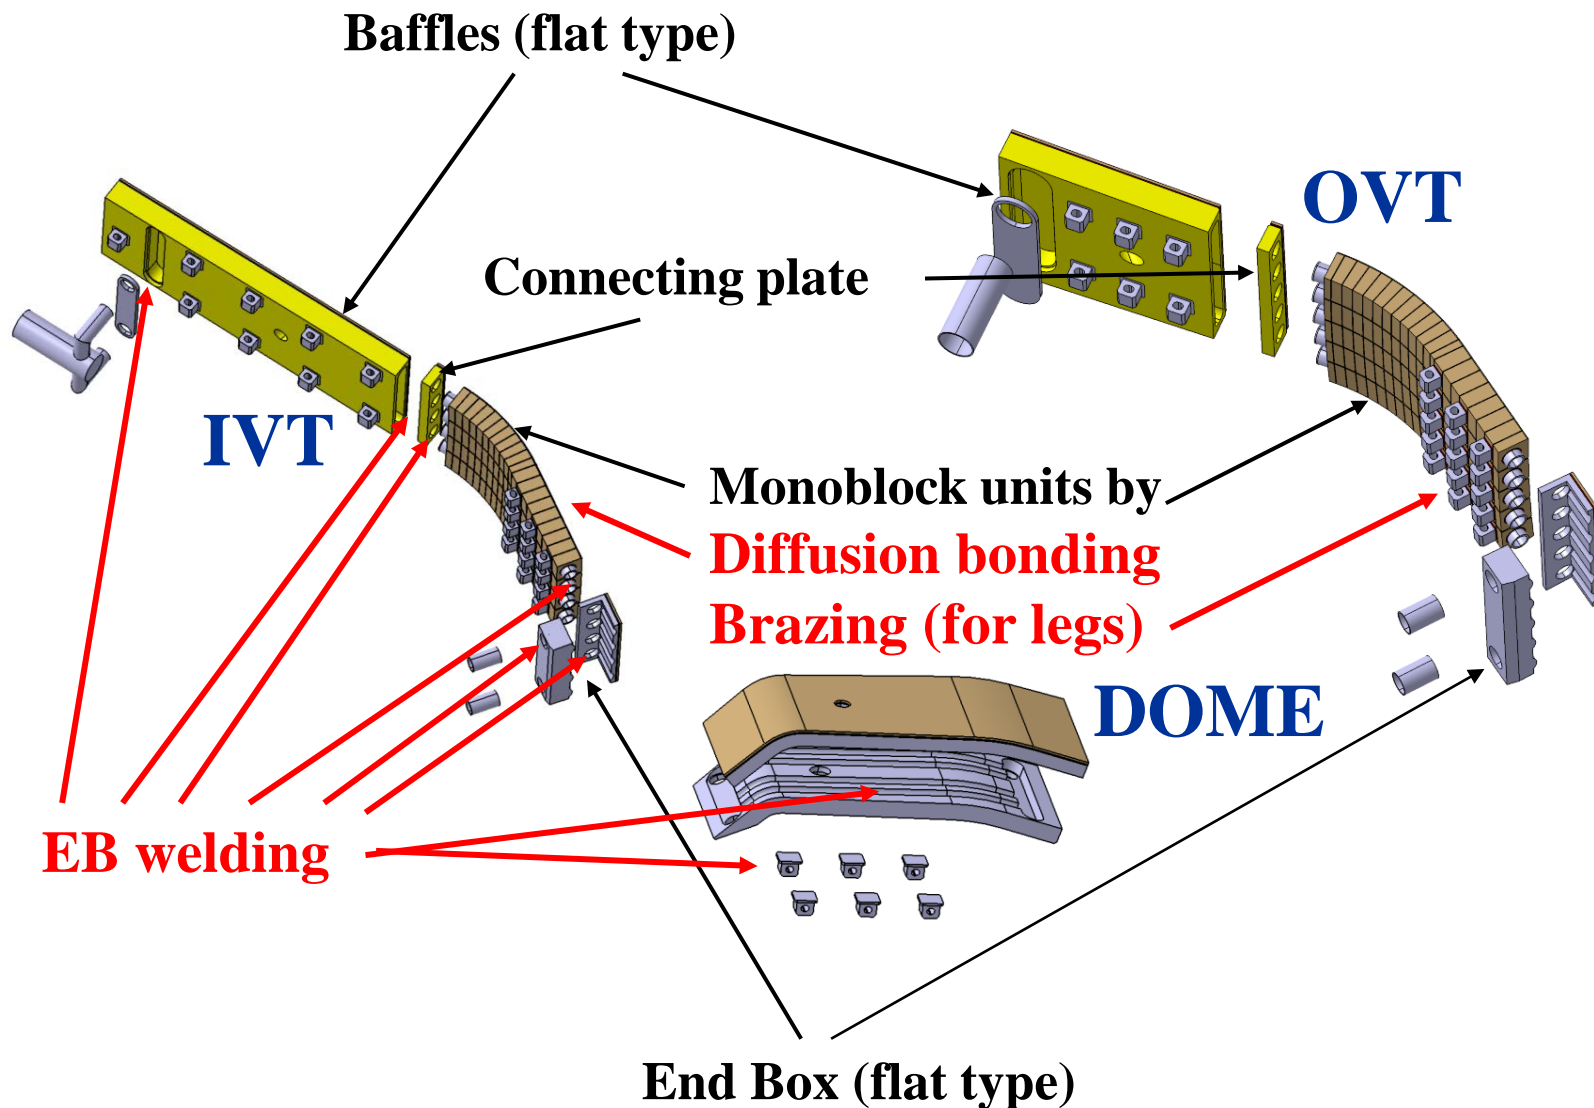 Baffles (flat type)
OVT
Connecting plate
IVT
Monoblock units by
Diffusion bonding
Brazing (for legs)
DOME
EB welding
End Box (flat type)